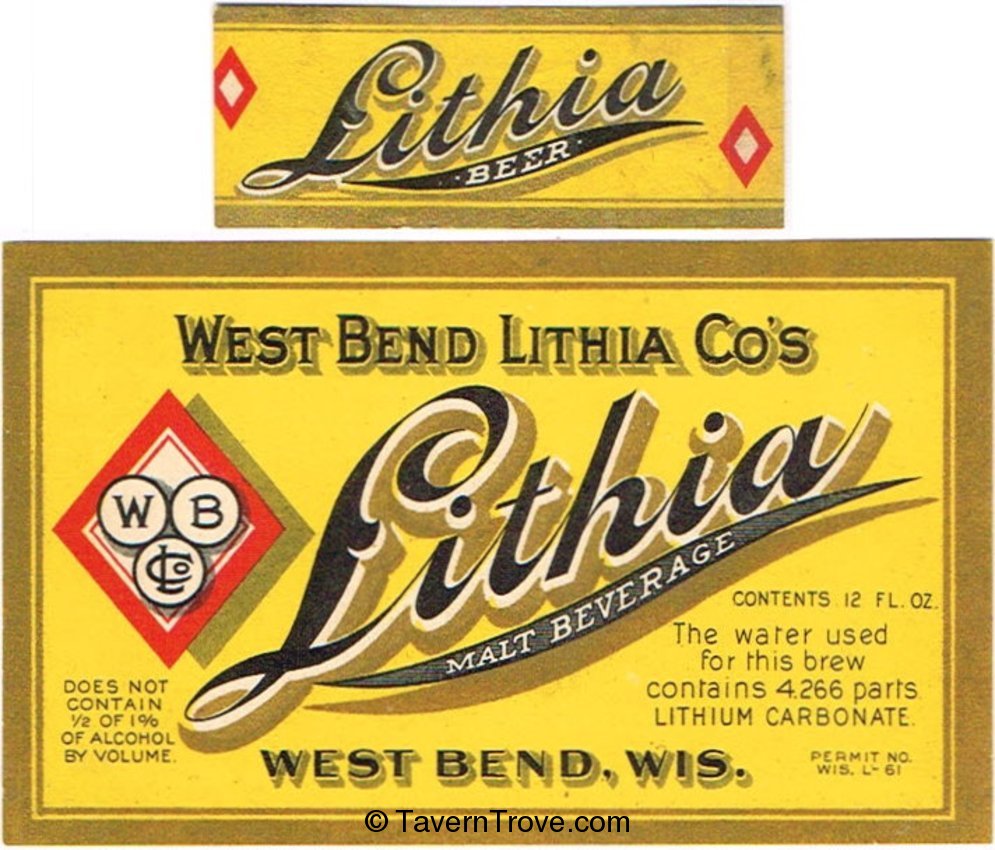 Lithia
· BEER ·
WEST BEND LITHIA CO'S
W B
LCo
Lithia
MALT BEVERAGE
CONTENTS 12 FL. OZ.
The water used
for this brew
contains 4.266 parts
LITHIUM CARBONATE.
DOES NOT
CONTAIN
1/2 OF 1%
OF ALCOHOL
BY VOLUME.
WEST BEND, WIS.
PERMIT NO.
WIS. L-61
© TavernTrove.com